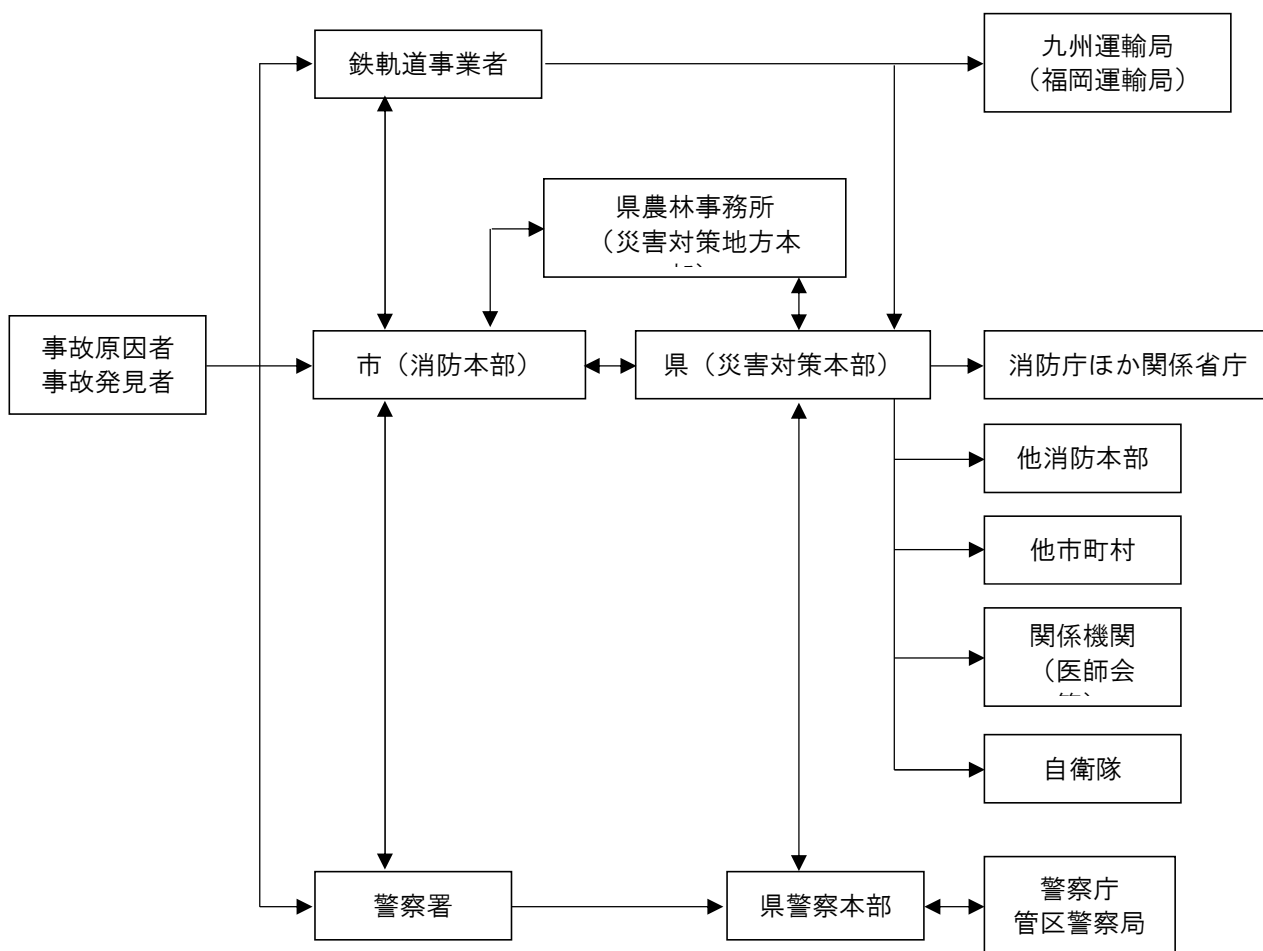 鉄軌道事業者
九州運輸局
（福岡運輸局）
県農林事務所
（災害対策地方本
事故原因者
事故発見者
市（消防本部）
県（災害対策本部）
消防庁ほか関係省庁
他消防本部
他市町村
関係機関
（医師会
自衛隊
警察署
県警察本部
警察庁
管区警察局